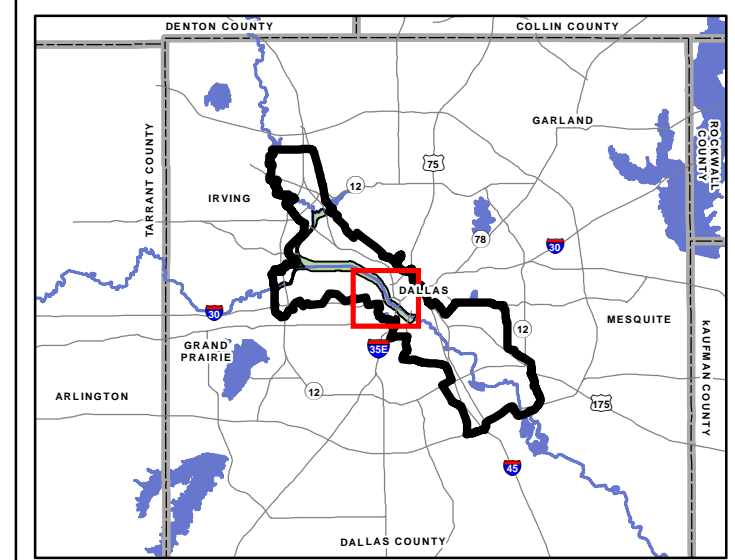 DENTON COUNTY
COLLIN COUNTY
GARLAND
TARRANT COUNTY
ROCKWALL
COUNTY
75
12
IRVING
78
30
DALLAS
30
MESQUITE
12
GRAND
PRAIRIE
35E
KAUFMAN COUNTY
12
ARLINGTON
175
45
DALLAS COUNTY